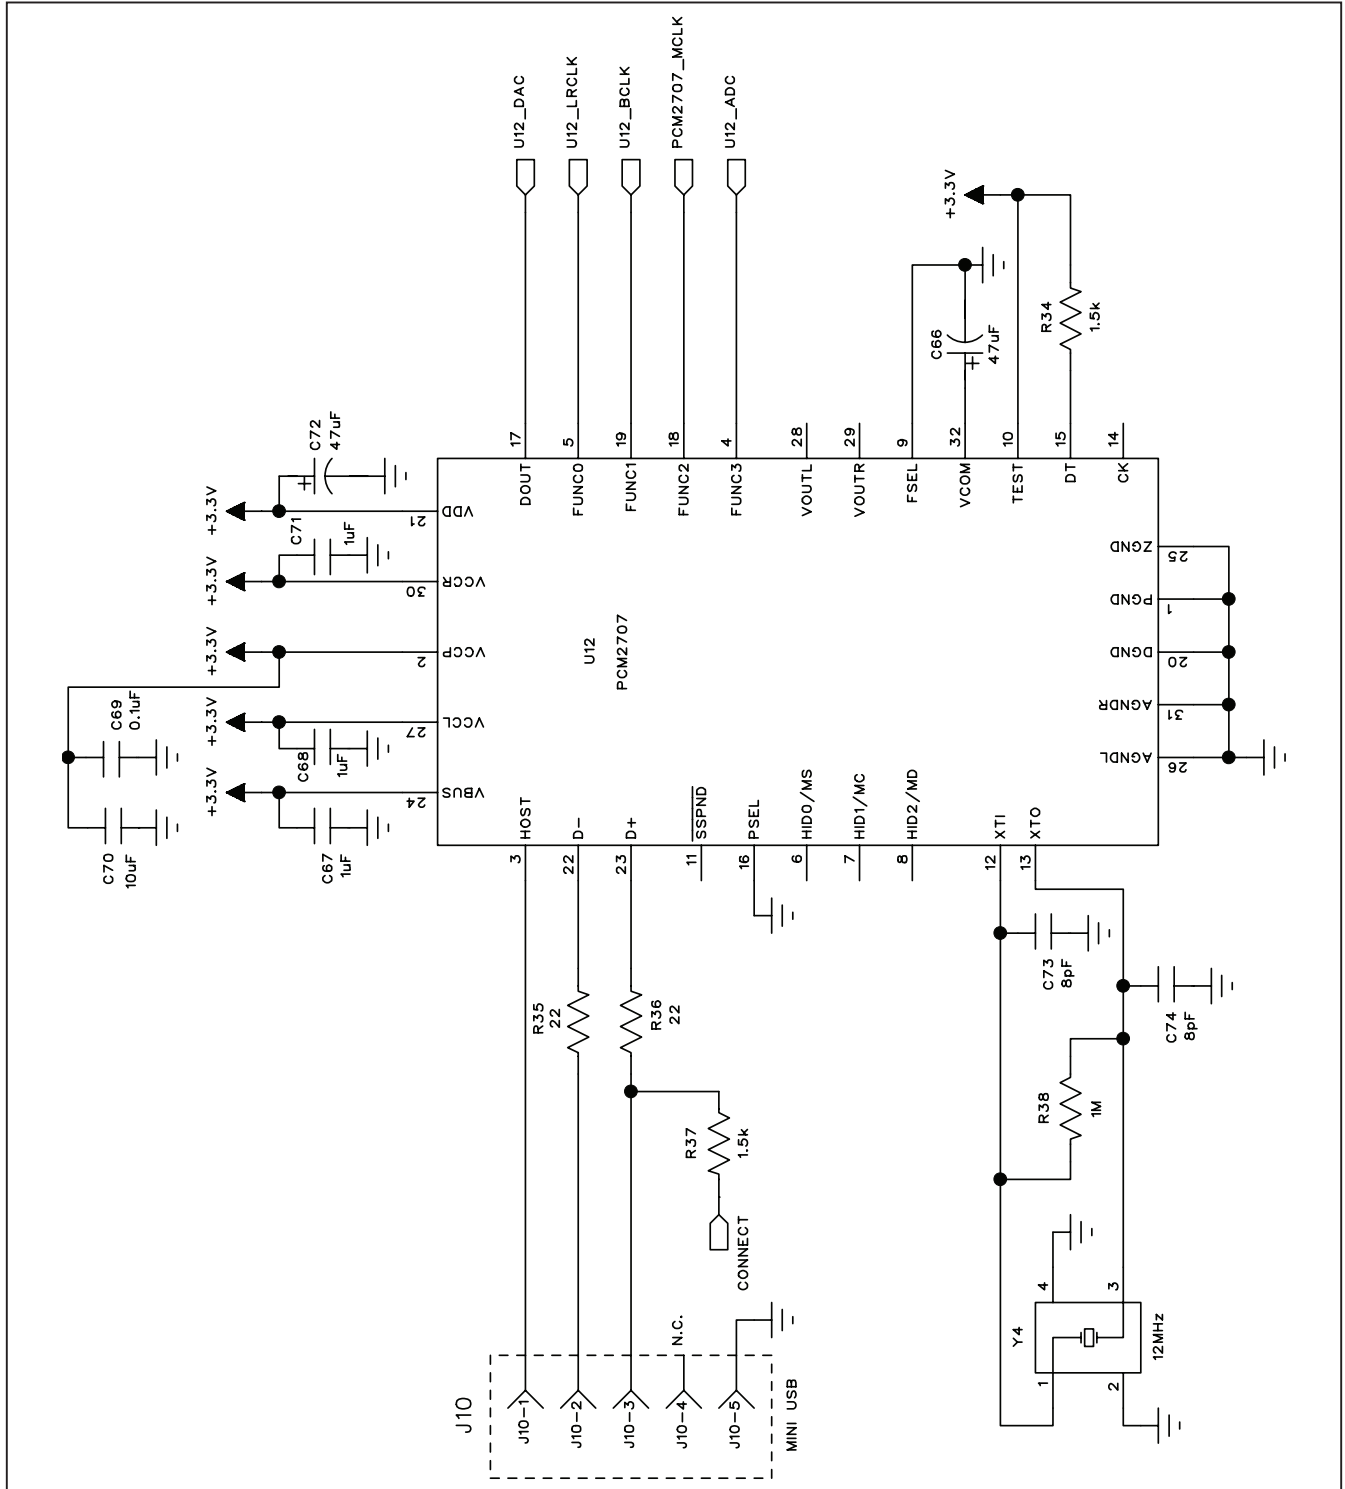 U12_DAC
U12_LRCLK
U12_BCLK
PCM2707_MCLK
U12_ADC
+3.3V
R34
1.5k
C66
47uF
+
C72
47uF
+
C71
1uF
+3.3V
+3.3V
+3.3V
+3.3V
+3.3V
C69
0.1uF
C68
1uF
C70
10uF
C67
1uF
17
5
19
18
4
28
29
9
32
10
15
14
DOUT
FUNC0
FUNC1
FUNC2
FUNC3
VOUTL
VOUTR
FSEL
VCOM
TEST
DT
CK
21
VDD
30
VCCR
2
VCCP
27
VCCL
24
VBUS
U12
PCM2707
ZGND
25
PGND
1
DGND
20
AGNDR
31
AGNDL
26
HOST
D-
D+
SSPND
PSEL
HID0/MS
HID1/MC
HID2/MD
XTI
XTO
3
22
23
11
16
6
7
8
12
13
R35
22
R36
22
R37
1.5k
CONNECT
C73
8pF
C74
8pF
R38
1M
N.C.
J10
J10-1
J10-2
J10-3
J10-4
J10-5
MINI USB
Y4
4
3
1
2
12MHz